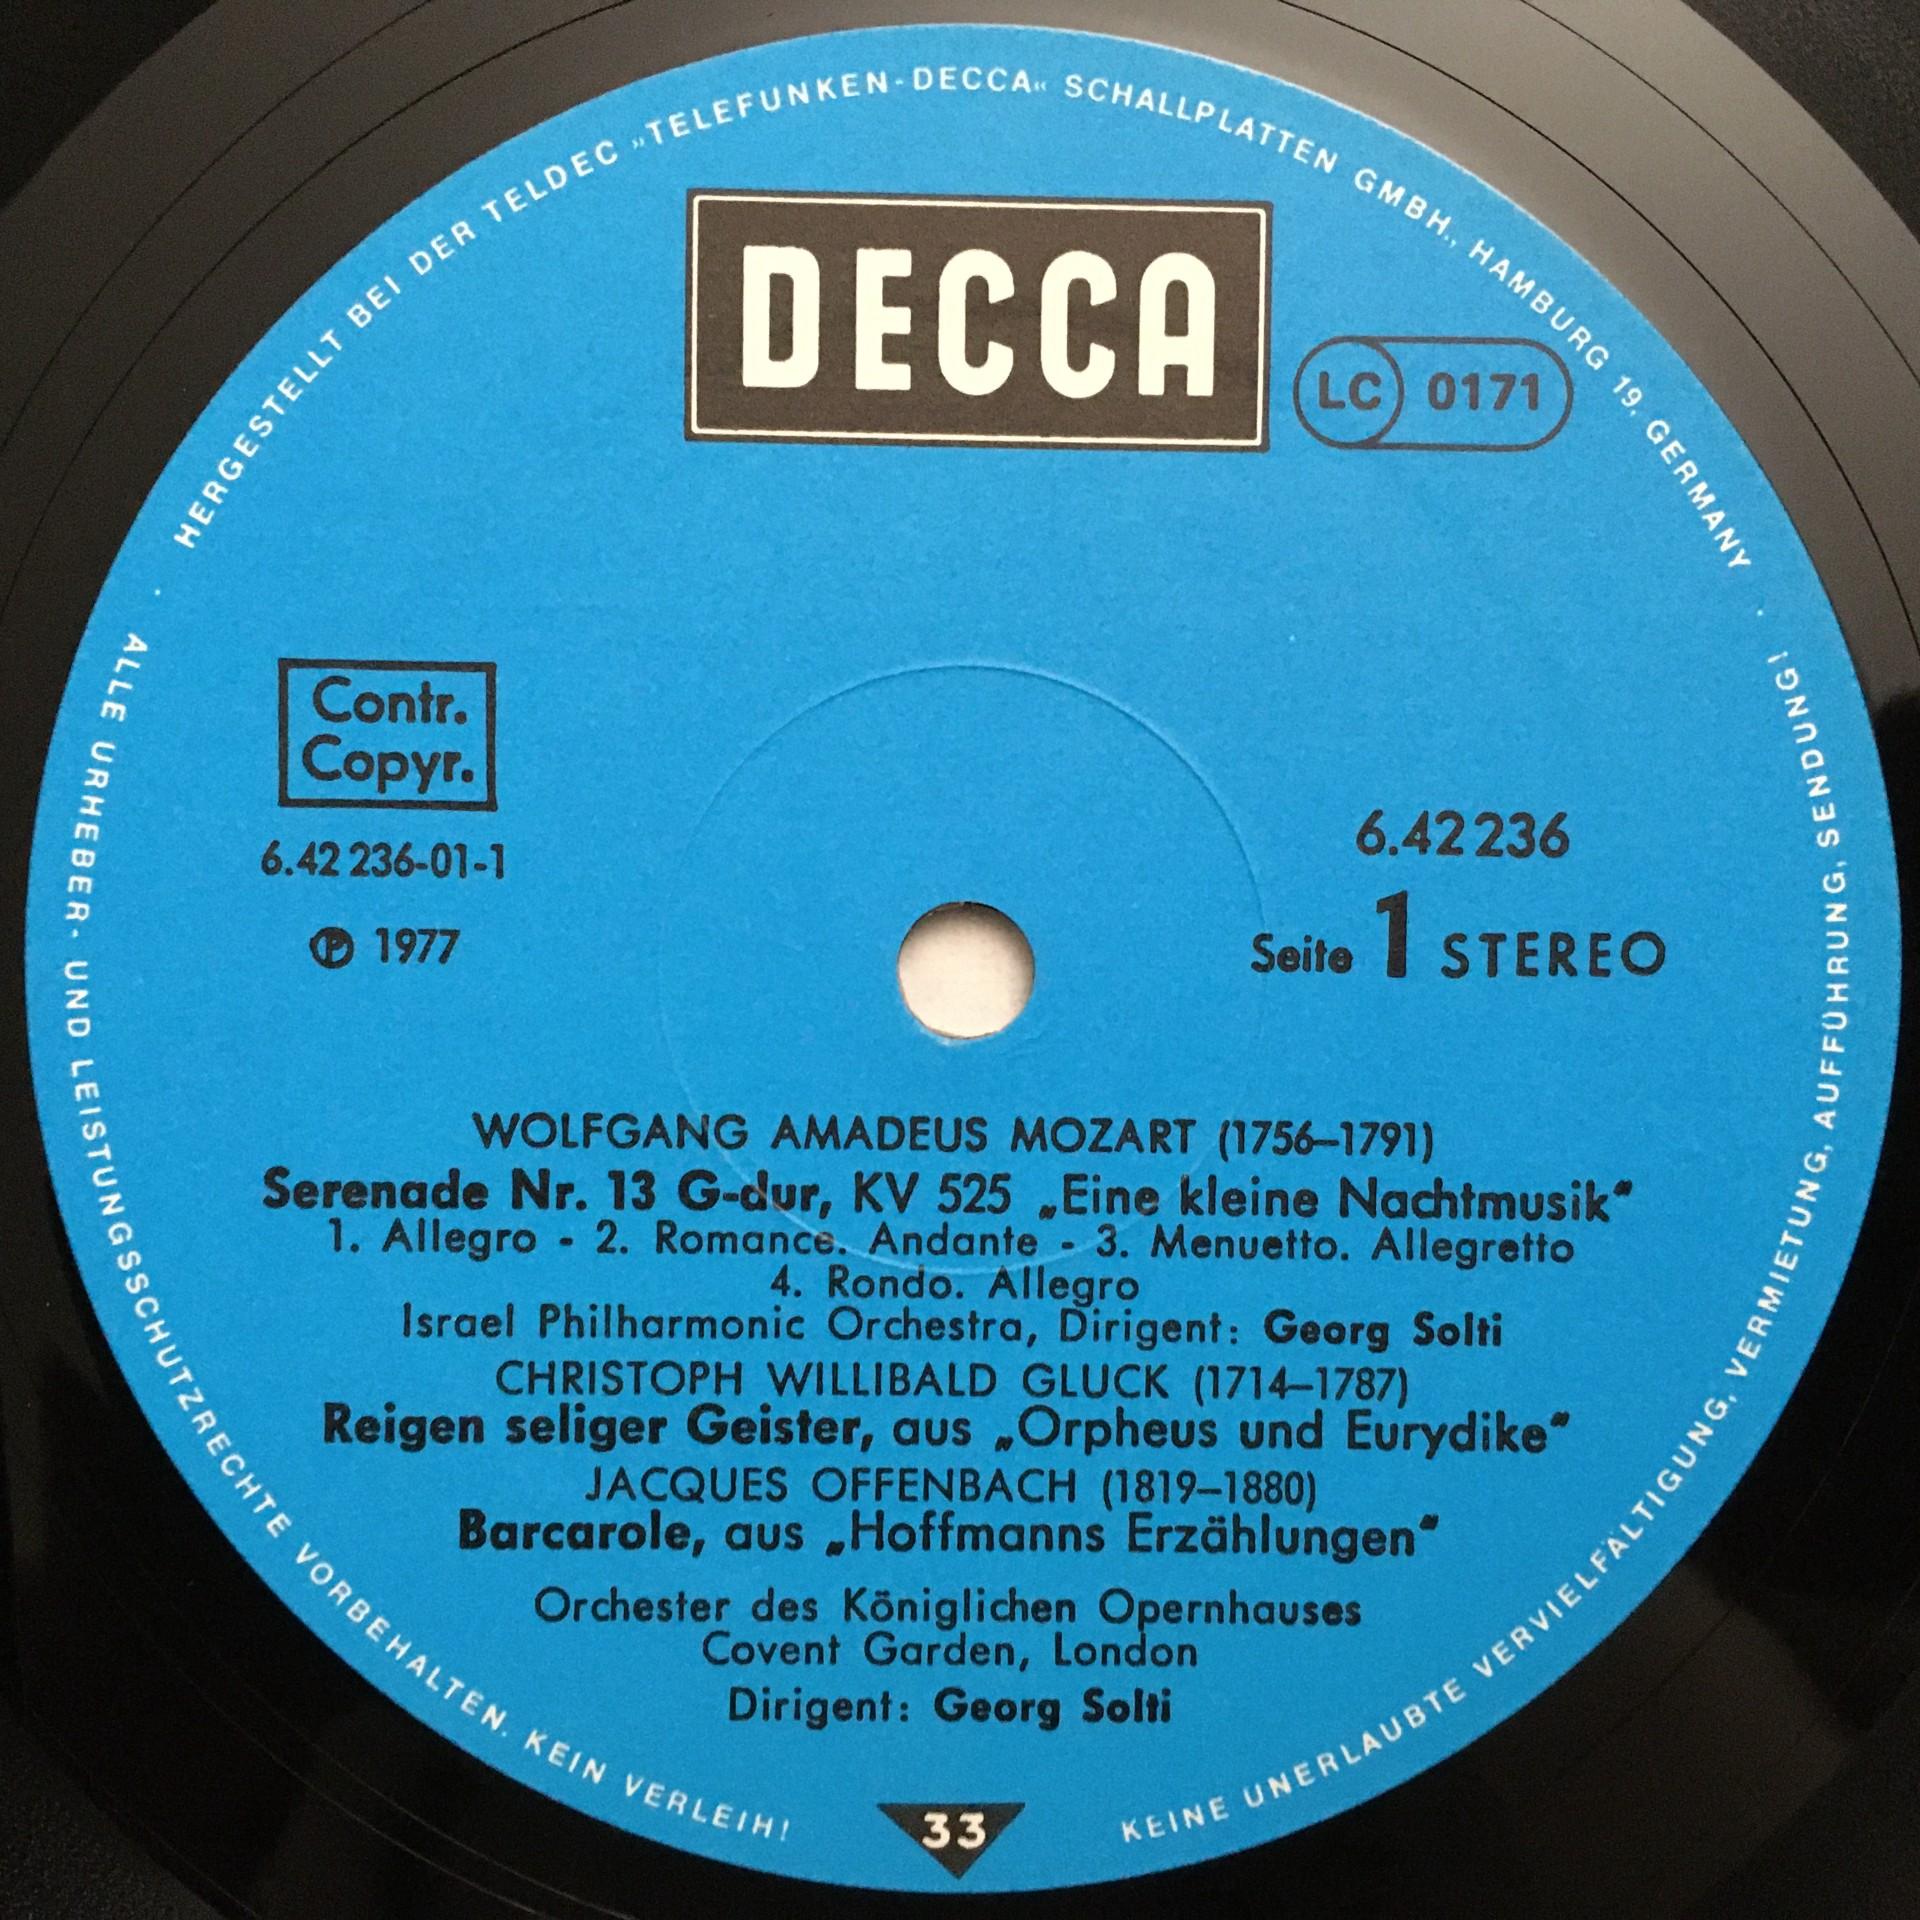 HERGESTELLT BEI DER TELDEC »TELEFUNKEN-DECCA« SCHALLPLATTEN GMBH., HAMBURG 19, GERMANY ·
DECCA
LC 0171
Contr.
Copyr.
6.42 236-01-1
℗ 1977
6.42 236
Seite 1 STEREO
WOLFGANG AMADEUS MOZART (1756–1791)
Serenade Nr. 13 G-dur, KV 525 „Eine kleine Nachtmusik“
1. Allegro - 2. Romance. Andante - 3. Menuetto. Allegretto
4. Rondo. Allegro
Israel Philharmonic Orchestra, Dirigent: Georg Solti
CHRISTOPH WILLIBALD GLUCK (1714–1787)
Reigen seliger Geister, aus „Orpheus und Eurydike“
JACQUES OFFENBACH (1819–1880)
Barcarole, aus „Hoffmanns Erzählungen“
Orchester des Königlichen Opernhauses
Covent Garden, London
Dirigent: Georg Solti
33
· ALLE URHEBER- UND LEISTUNGSSCHUTZRECHTE VORBEHALTEN. KEIN VERLEIH!
KEINE UNERLAUBTE VERVIELFÄLTIGUNG, VERMIETUNG, AUFFÜHRUNG, SENDUNG!